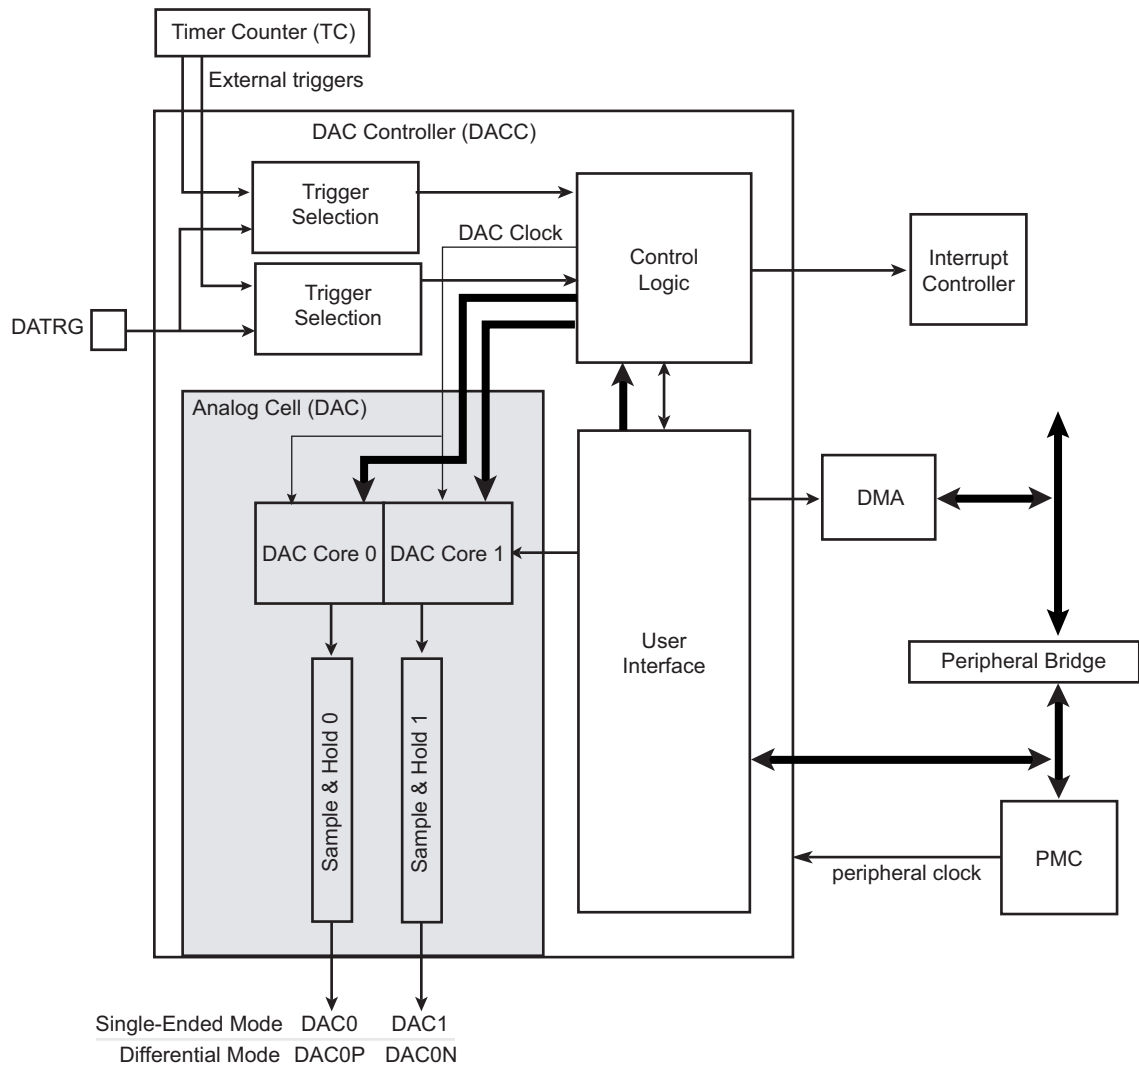 Timer Counter (TC)
External triggers
DAC Controller (DACC)
Trigger
Selection
DAC Clock
Control
Logic
Interrupt
Controller
Trigger
Selection
DATRG
Analog Cell (DAC)
DMA
DAC Core 0
DAC Core 1
User
Interface
Peripheral Bridge
Sample & Hold 0
Sample & Hold 1
PMC
peripheral clock
Single-Ended Mode DAC0 DAC1
Differential Mode DAC0P DAC0N